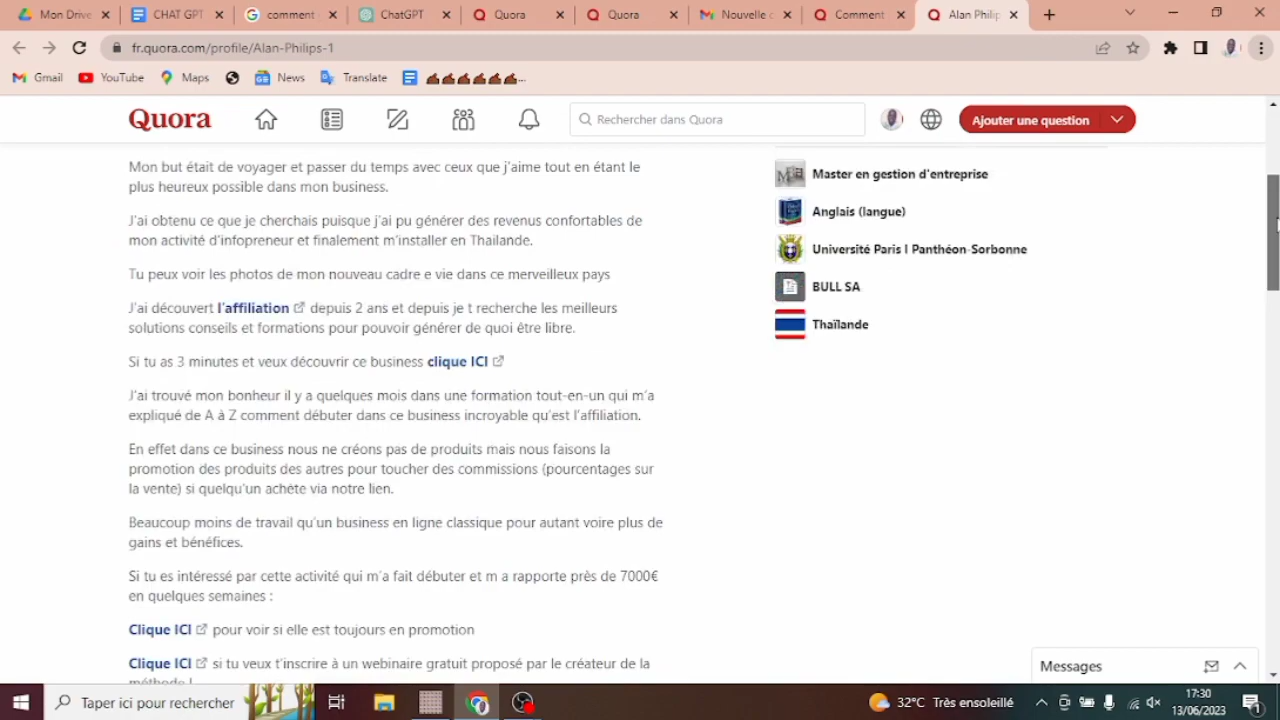 Mon Drive
CHAT GPT
comment
ChatGPT
Quora
Quora
Nouvelle c
Comment
Alan Philip
fr.quora.com/profile/Alan-Philips-1
Gmail
YouTube
Maps
News
Translate
Quora
Rechercher dans Quora
Ajouter une question
Mon but était de voyager et passer du temps avec ceux que j'aime tout en étant le
plus heureux possible dans mon business.
J'ai obtenu ce que je cherchais puisque j'ai pu générer des revenus confortables de
mon activité d'infopreneur et finalement m'installer en Thailande.
Tu peux voir les photos de mon nouveau cadre e vie dans ce merveilleux pays
J'ai découvert l'affiliation depuis 2 ans et depuis je t recherche les meilleurs
solutions conseils et formations pour pouvoir générer de quoi être libre.
Si tu as 3 minutes et veux découvrir ce business clique ICI
J'ai trouvé mon bonheur il y a quelques mois dans une formation tout-en-un qui m'a
expliqué de A à Z comment débuter dans ce business incroyable qu'est l'affiliation.
En effet dans ce business nous ne créons pas de produits mais nous faisons la
promotion des produits des autres pour toucher des commissions (pourcentages sur
la vente) si quelqu'un achète via notre lien.
Beaucoup moins de travail qu'un business en ligne classique pour autant voire plus de
gains et bénéfices.
Si tu es intéressé par cette activité qui m'a fait débuter et m a rapporte près de 7000€
en quelques semaines :
Clique ICI pour voir si elle est toujours en promotion
Clique ICI si tu veux t'inscrire à un webinaire gratuit proposé par le créateur de la
méthode !
Master en gestion d'entreprise
Anglais (langue)
Université Paris I Panthéon-Sorbonne
BULL SA
Thaïlande
Messages
Taper ici pour rechercher
32°C Très ensoleillé
17:30
13/06/2023
1